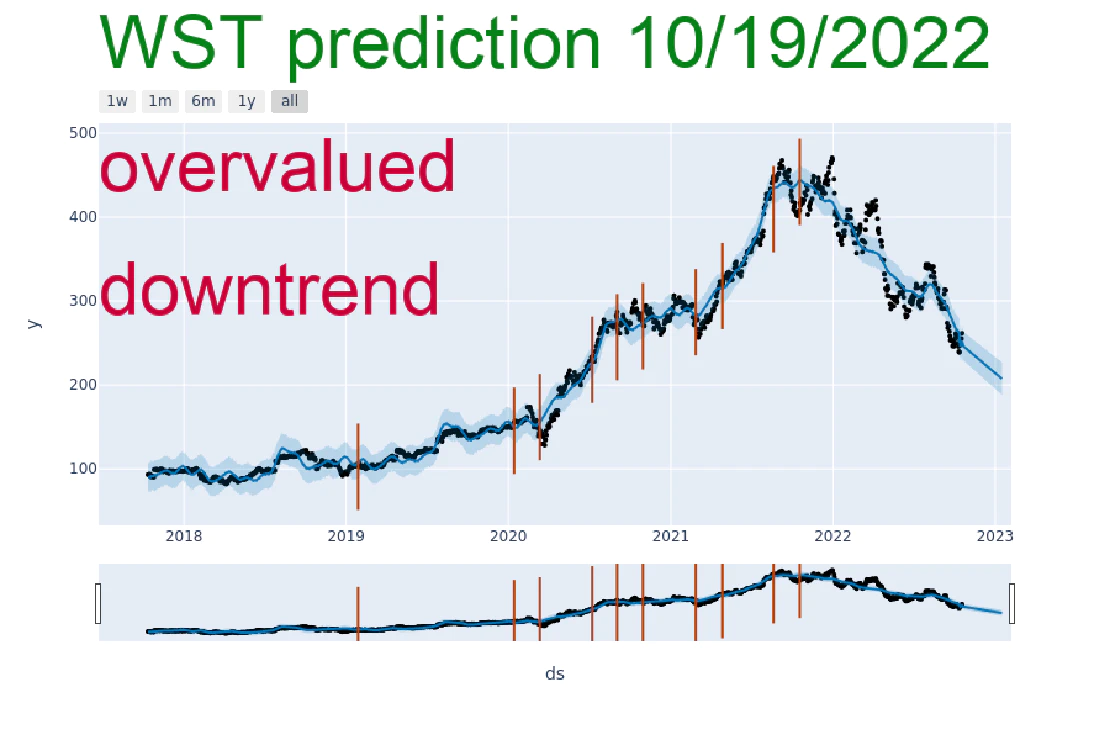 WST prediction 10/19/2022
1w 1m 6m 1y all
500
overvalued
400
downtrend
300
y
200
100
2018 2019 2020 2021 2022 2023
ds